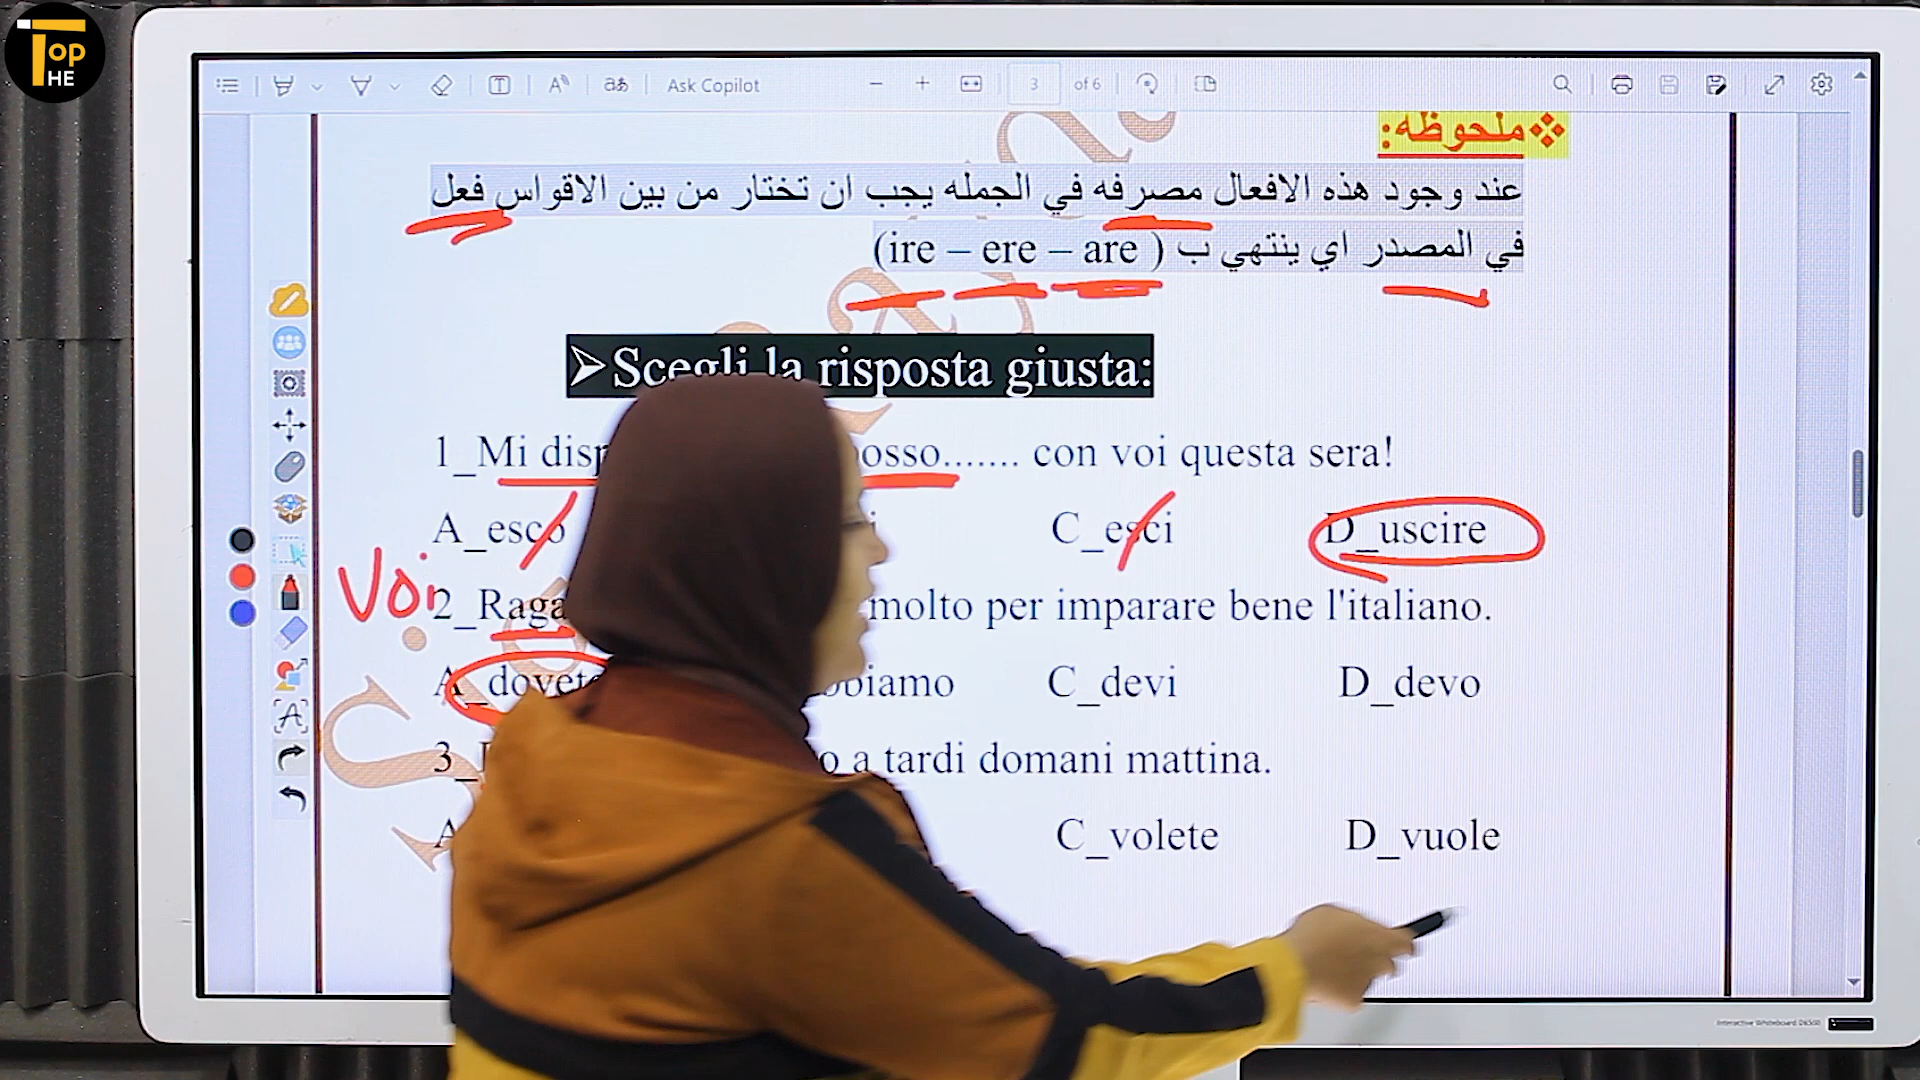 TOP
THE
Ask Copilot
3 of 6
❖ملحوظه:
عند وجود هذه الافعال مصرفه في الجمله يجب ان تختار من بين الاقواس فعل
في المصدر اي ينتهي ب ( ire – ere – are)
➢Scegli la risposta giusta:
1_Mi disp osso....... con voi questa sera!
A_esco i C_esci D_uscire
voi
2_Raga molto per imparare bene l'italiano.
A_dovete bbiamo C_devi D_devo
3_ o a tardi domani mattina.
A C_volete D_vuole